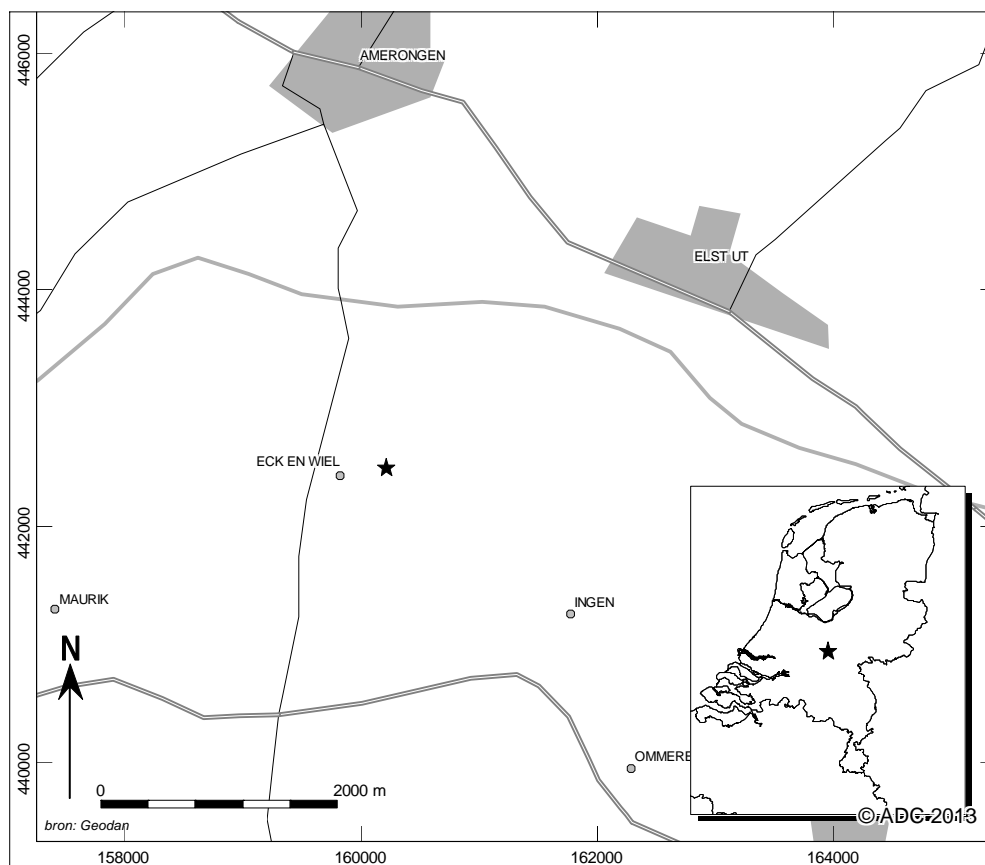 446000
AMERONGEN
ELST UT
444000
ECK EN WIEL
442000
MAURIK
INGEN
N
440000
OMMERE
0
2000 m
bron: Geodan
© ADC 2013
158000
160000
162000
164000